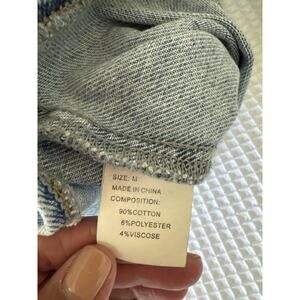 SIZE: M
MADE IN CHINA
COMPOSITION:
90%COTTON
6%POLYESTER
4%VISCOSE